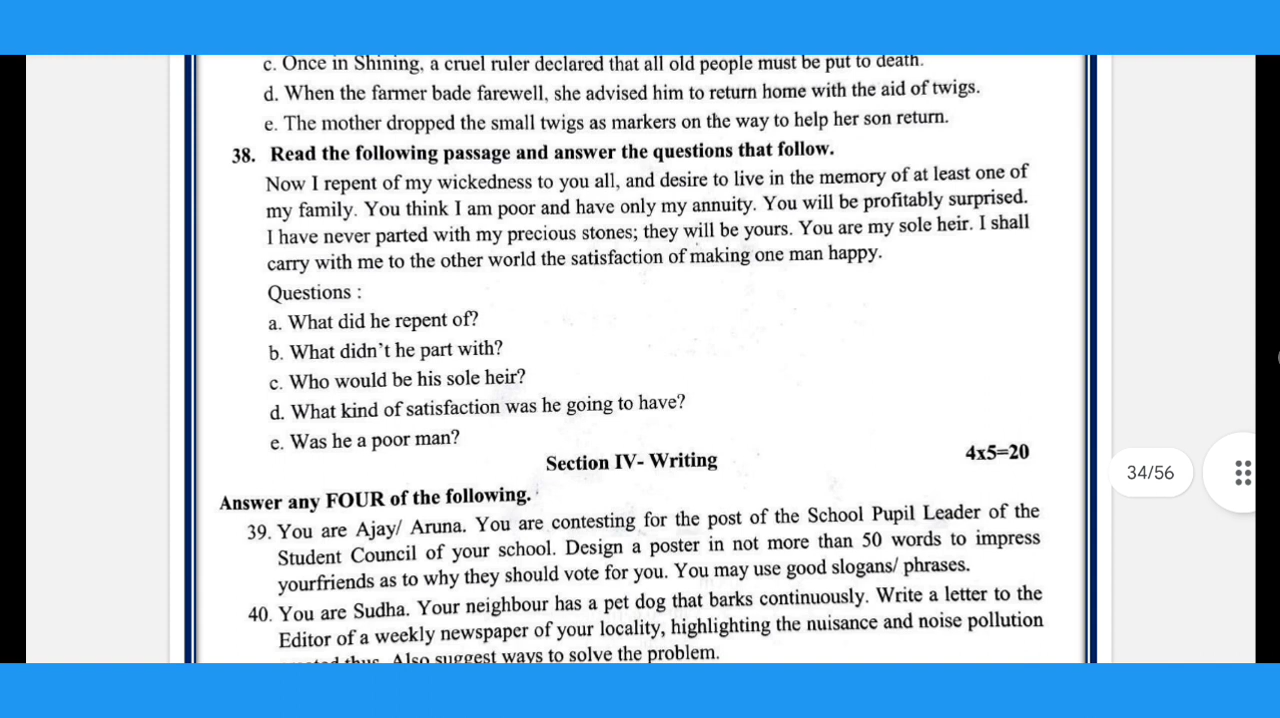 c. Once in Shining, a cruel ruler declared that all old people must be put to death.
d. When the farmer bade farewell, she advised him to return home with the aid of twigs.
e. The mother dropped the small twigs as markers on the way to help her son return.
38. Read the following passage and answer the questions that follow.
Now I repent of my wickedness to you all, and desire to live in the memory of at least one of
my family. You think I am poor and have only my annuity. You will be profitably surprised.
I have never parted with my precious stones; they will be yours. You are my sole heir. I shall
carry with me to the other world the satisfaction of making one man happy.
Questions :
a. What did he repent of?
b. What didn't he part with?
c. Who would be his sole heir?
d. What kind of satisfaction was he going to have?
e. Was he a poor man?
Section IV- Writing 4x5=20
Answer any FOUR of the following.
39. You are Ajay/ Aruna. You are contesting for the post of the School Pupil Leader of the
Student Council of your school. Design a poster in not more than 50 words to impress
yourfriends as to why they should vote for you. You may use good slogans/ phrases.
40. You are Sudha. Your neighbour has a pet dog that barks continuously. Write a letter to the
Editor of a weekly newspaper of your locality, highlighting the nuisance and noise pollution
thus. Also suggest ways to solve the problem.
34/56